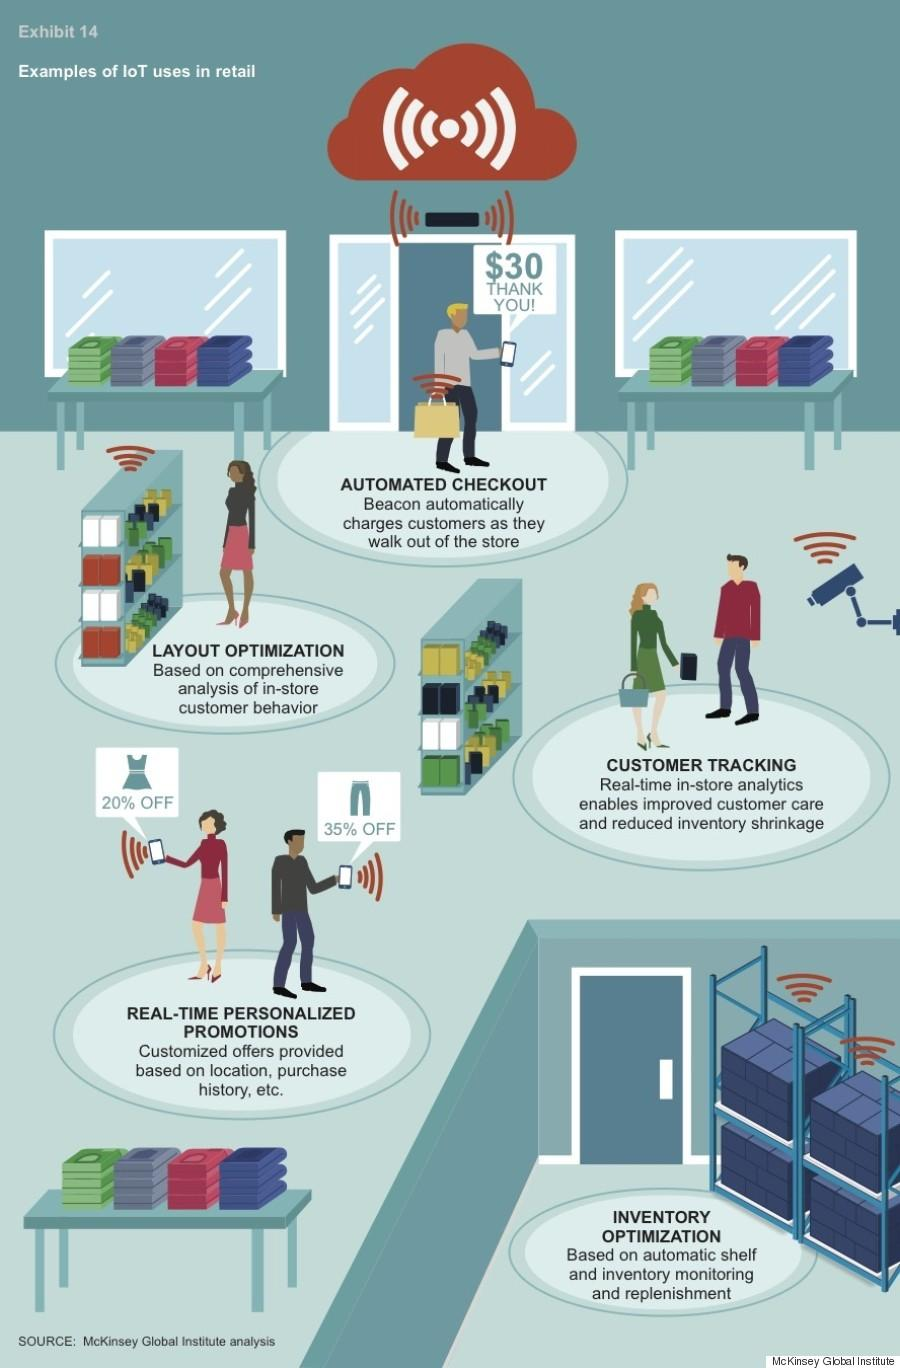 Exhibit 14
Examples of IoT uses in retail
$30
THANK
YOU!
AUTOMATED CHECKOUT
Beacon automatically
charges customers as they
walk out of the store
LAYOUT OPTIMIZATION
Based on comprehensive
analysis of in-store
customer behavior
CUSTOMER TRACKING
Real-time in-store analytics
enables improved customer care
and reduced inventory shrinkage
20% OFF
35% OFF
REAL-TIME PERSONALIZED
PROMOTIONS
Customized offers provided
based on location, purchase
history, etc.
INVENTORY
OPTIMIZATION
Based on automatic shelf
and inventory monitoring
and replenishment
SOURCE: McKinsey Global Institute analysis
McKinsey Global Institute